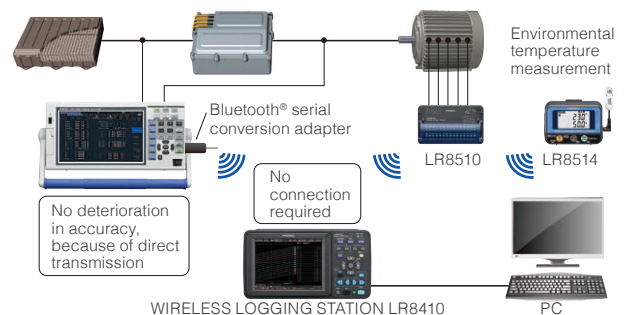 Environmental
temperature
measurement
Bluetooth® serial
conversion adapter
LR8510
LR8514
No deterioration
in accuracy,
because of direct
transmission
No
connection
required
WIRELESS LOGGING STATION LR8410
PC